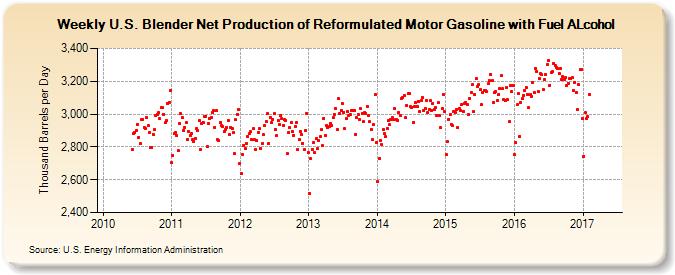 Weekly U.S. Blender Net Production of Reformulated Motor Gasoline with Fuel ALcohol
Thousand Barrels per Day
3,400
3,200
3,000
2,800
2,600
2,400
2010 2011 2012 2013 2014 2015 2016 2017
Source: U.S. Energy Information Administration